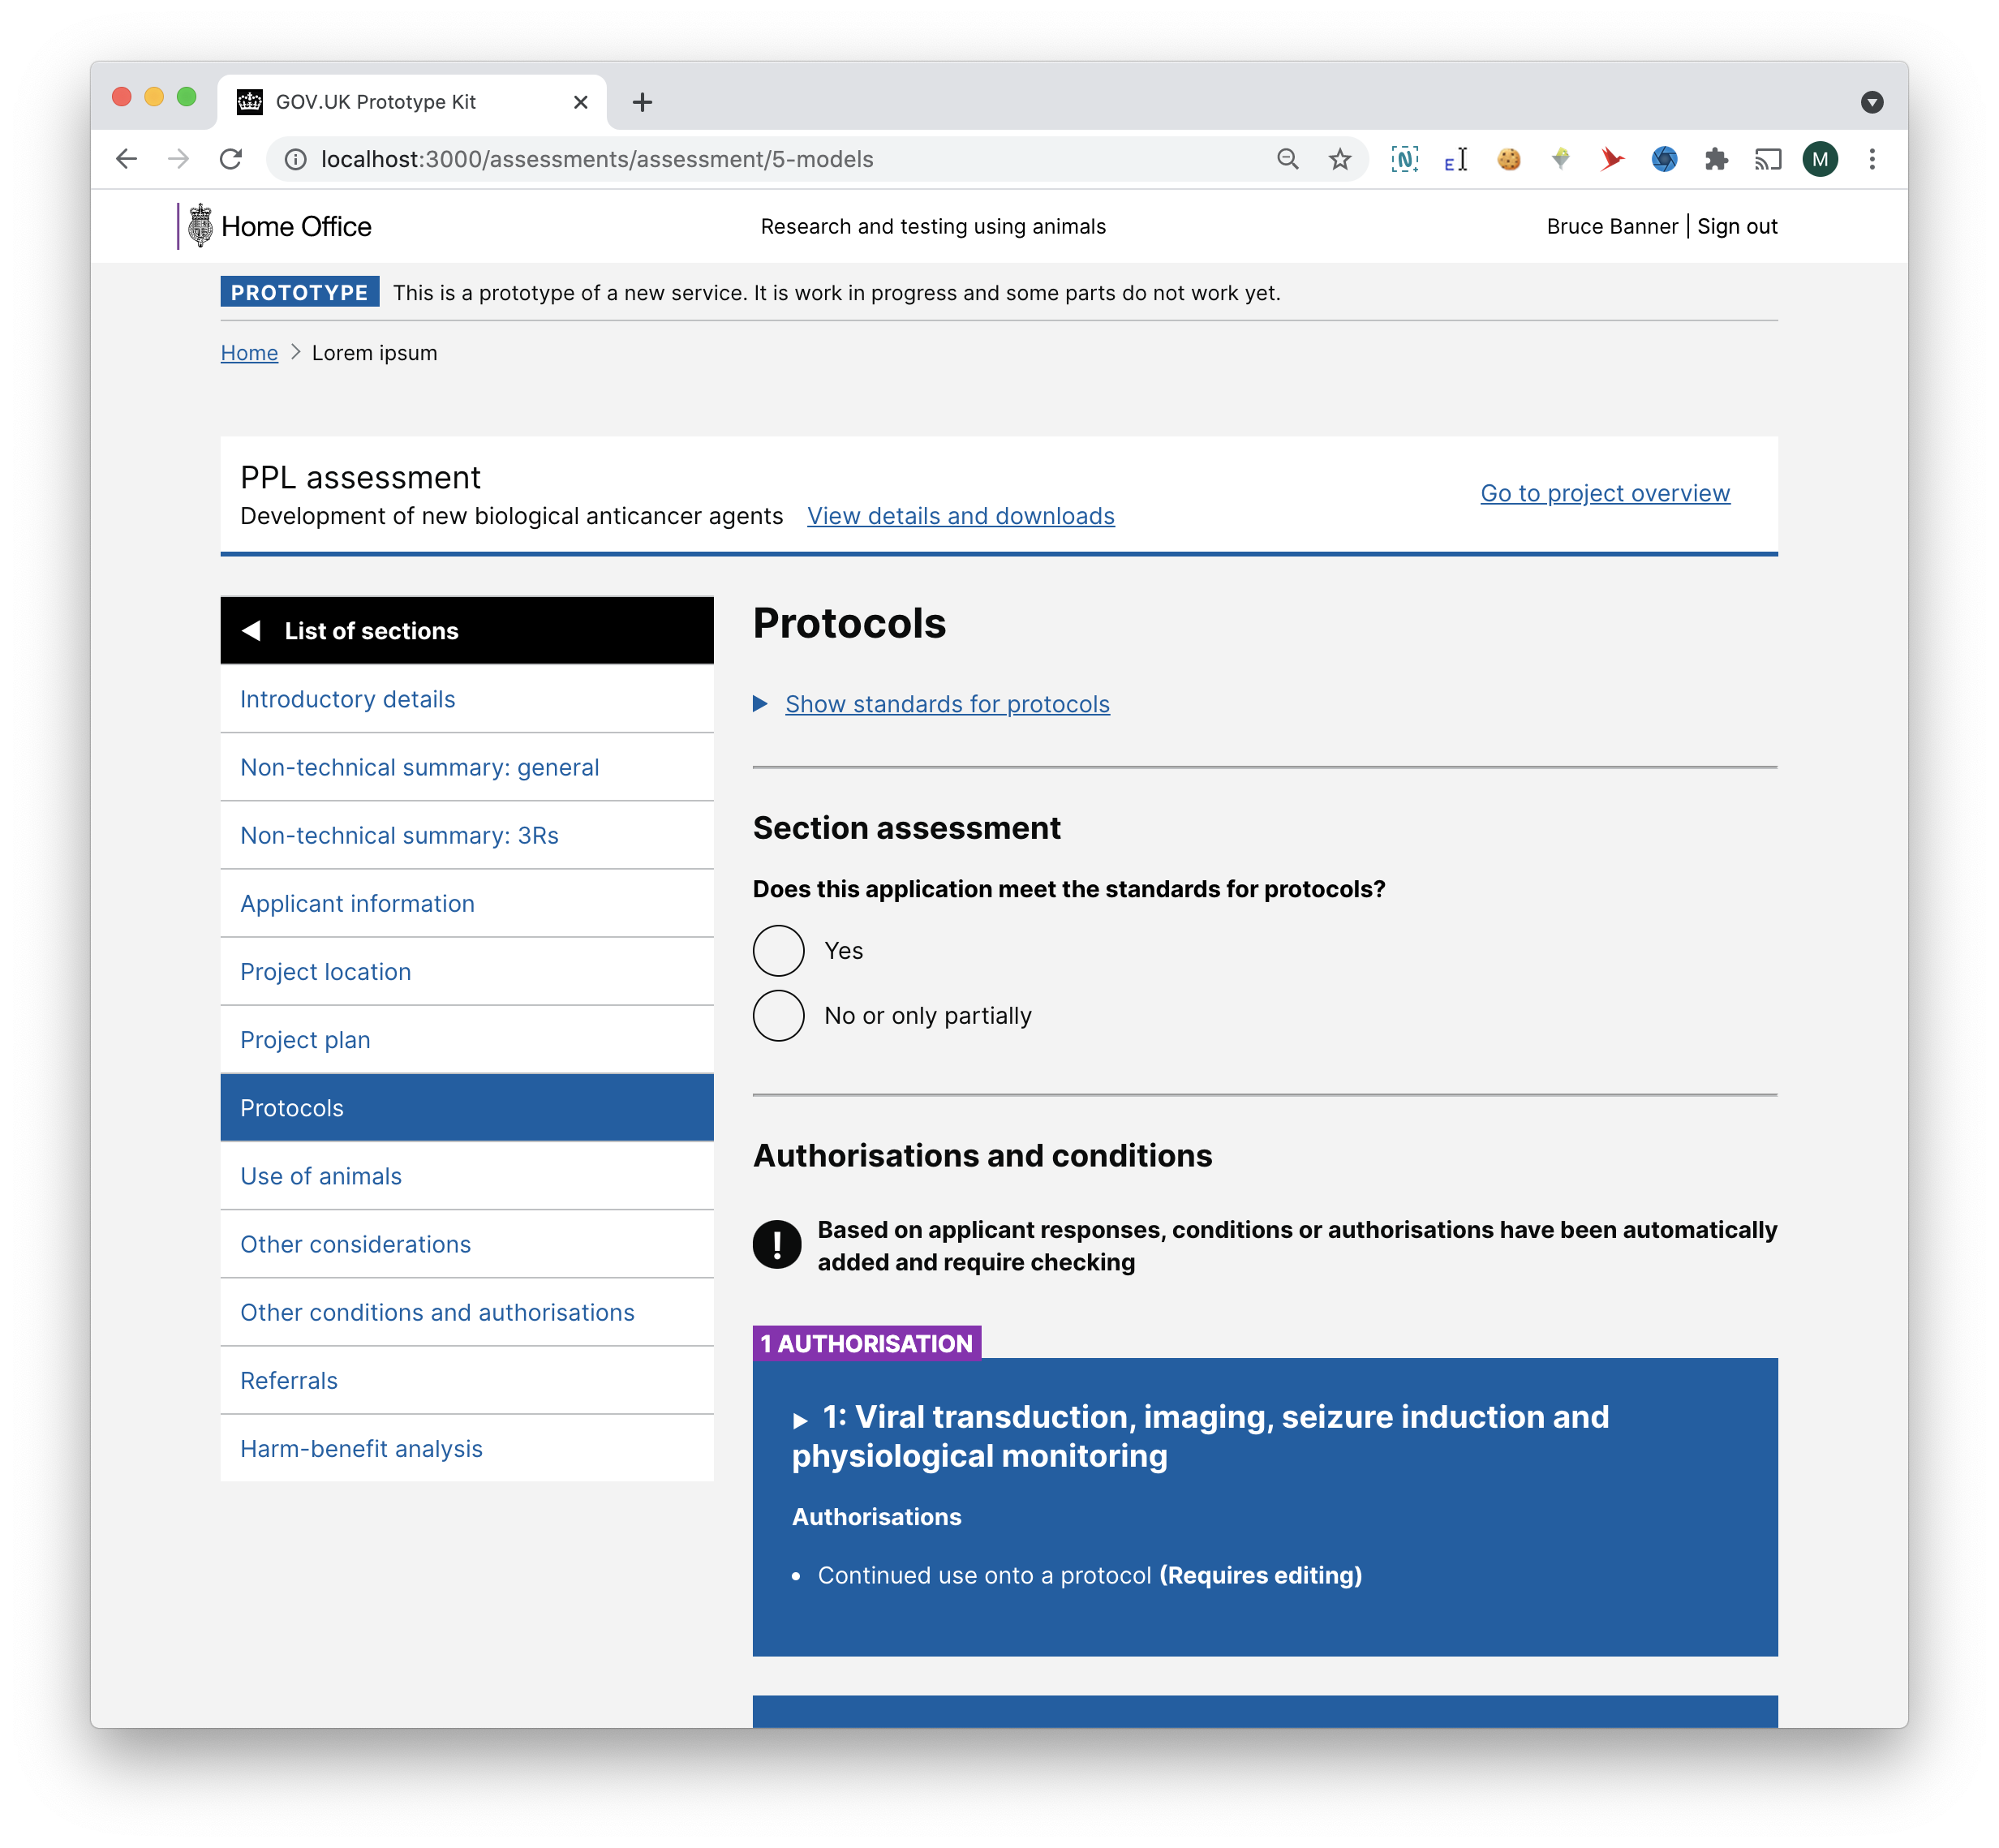 GOV.UK Prototype Kit
localhost:3000/assessments/assessment/5-models
M
Home Office
Research and testing using animals
Bruce Banner | Sign out
PROTOTYPE This is a prototype of a new service. It is work in progress and some parts do not work yet.
Home > Lorem ipsum
PPL assessment
Development of new biological anticancer agents View details and downloads
Go to project overview
List of sections
Introductory details
Non-technical summary: general
Non-technical summary: 3Rs
Applicant information
Project location
Project plan
Protocols
Use of animals
Other considerations
Other conditions and authorisations
Referrals
Harm-benefit analysis
Protocols
Show standards for protocols
Section assessment
Does this application meet the standards for protocols?
Yes
No or only partially
Authorisations and conditions
Based on applicant responses, conditions or authorisations have been automatically
added and require checking
1 AUTHORISATION
1: Viral transduction, imaging, seizure induction and
physiological monitoring
Authorisations
• Continued use onto a protocol (Requires editing)